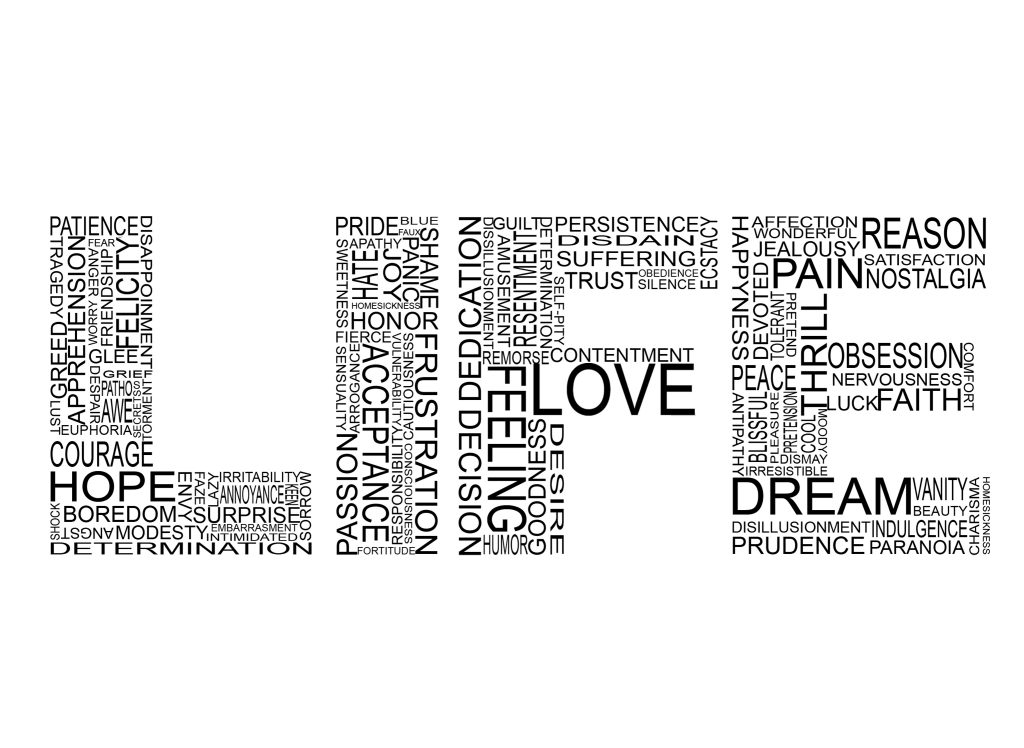 PATIENCE
DISAPPOINTMENT
TRAGEDY
APPREHENSION
FEAR
ANGER
FRIENDSHIP
FELICITY
WORRY
GREED
GLEE
GRIEF
DESPAIR
PATHOS
AWE
SECRETS
TORMENT
LUST
EUPHORIA
COURAGE
HOPE
ENVY
FAZE
LAZY
IRRITABILITY
ANNOYANCE
KEEN
SORROW
SHOCK
BOREDOM
SURPRISE
ANGST
MODESTY
EMBARRASMENT
INTIMIDATED
DETERMINATION
PRIDE
BLUE
FAUX
SHAME
SWEETNESS
APATHY
HATE
JOY
PANIC
HOMESICKNESS
HONOR
FIERCE
FRUSTRATION
SENSUALITY
ARROGANCE
ACCEPTANCE
VULNERABILITY
CONSCIOUSNESS
PASSION
RESPONSIBILITY
FORTITUDE
DEDICATION
DECISION
DISSILLUSIONMENT
GUILT
AMUSEMENT
RESENTMENT
DETERMINATION
PERSISTENCE
DISDAIN
SUFFERING
TRUST
OBEDIENCE
SILENCE
ECSTACY
SELF-PITY
REMORSE
CONTENTMENT
FEELING
LOVE
GOODNESS
DESIRE
HUMOR
HAPPYNESS
AFFECTION
WONDERFUL
JEALOUSY
REASON
DEVOTED
PAIN
SATISFACTION
NOSTALGIA
TOLERANT
PRETEND
THRILL
OBSESSION
COMFORT
NERVOUSNESS
LUCK
FAITH
PEACE
ANTIPATHY
BLISSFUL
PLEASURE
PRETENSION
COOL
MOODY
DISMAY
IRRESISTIBLE
DREAM
VANITY
BEAUTY
CHARISMA
HOMESICKNESS
DISILLUSIONMENT
INDULGENCE
PRUDENCE
PARANOIA